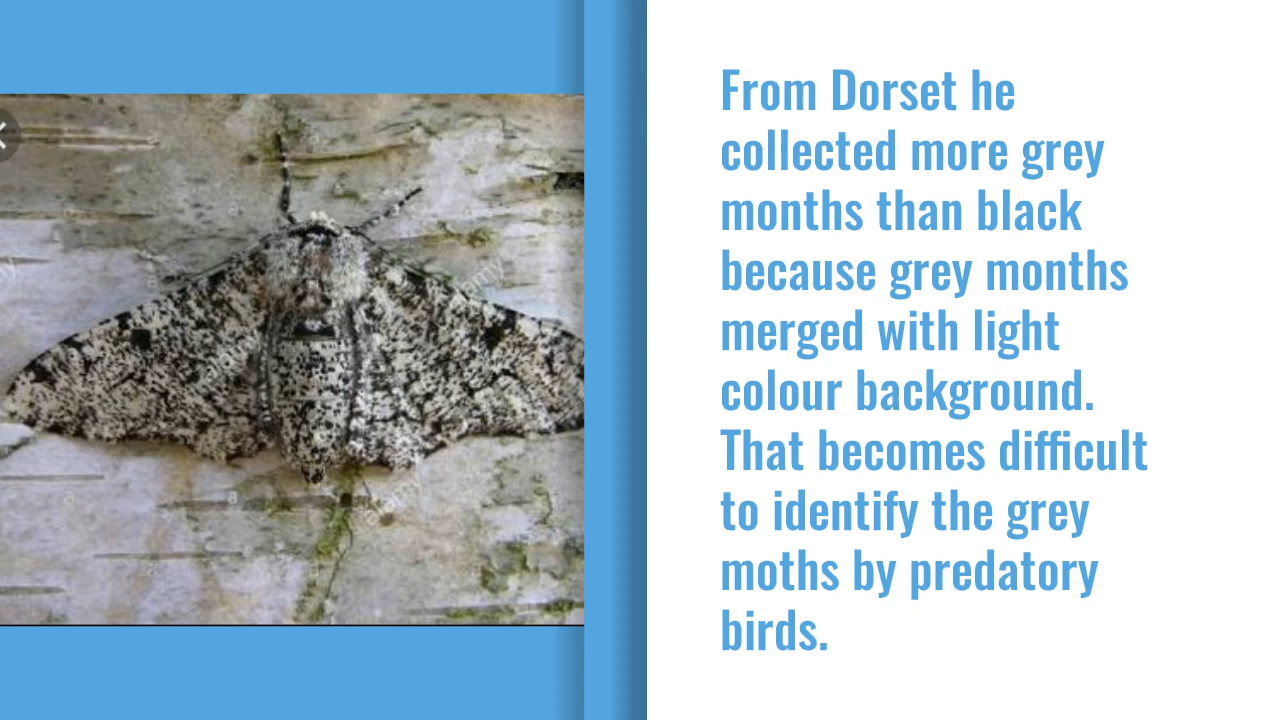 From Dorset he
collected more grey
months than black
because grey months
merged with light
colour background.
That becomes difficult
to identify the grey
moths by predatory
birds.